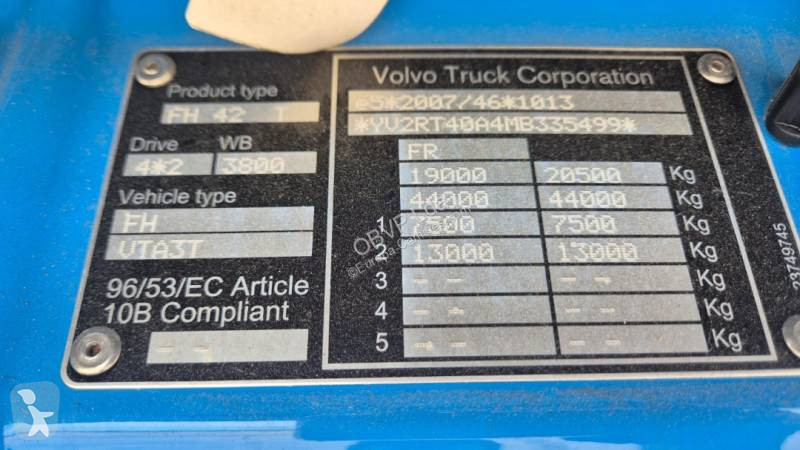 Product type
FH 42 T
Drive WB
4*2 3800
Vehicle type
FH
VTA3T
96/53/EC Article
10B Compliant
- -
Volvo Truck Corporation
e5*2007/46*1013
*YV2RT40A4MB335499*
FR
19000 20500 Kg
44000 44000 Kg
1 7500 7500 Kg
2 13000 13000 Kg
3 - - - - Kg
4 - - - - Kg
5 - - - - Kg
23749745